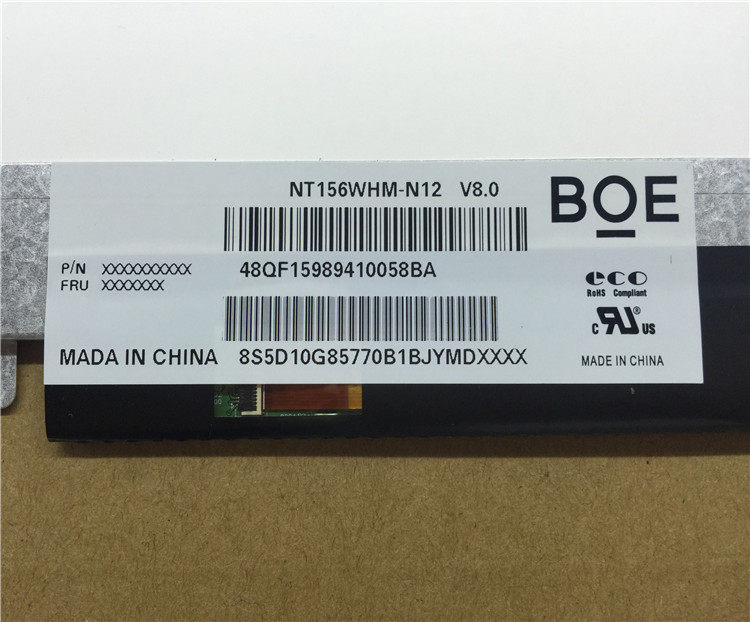 NT156WHM-N12 V8.0
BOE
P/N XXXXXXXXXX
FRU XXXXXXX
48QF15989410058BA
eco
RoHS Compliant
c RU® US
MADE IN CHINA
MADA IN CHINA
8S5D10G85770B1BJYMDXXXX